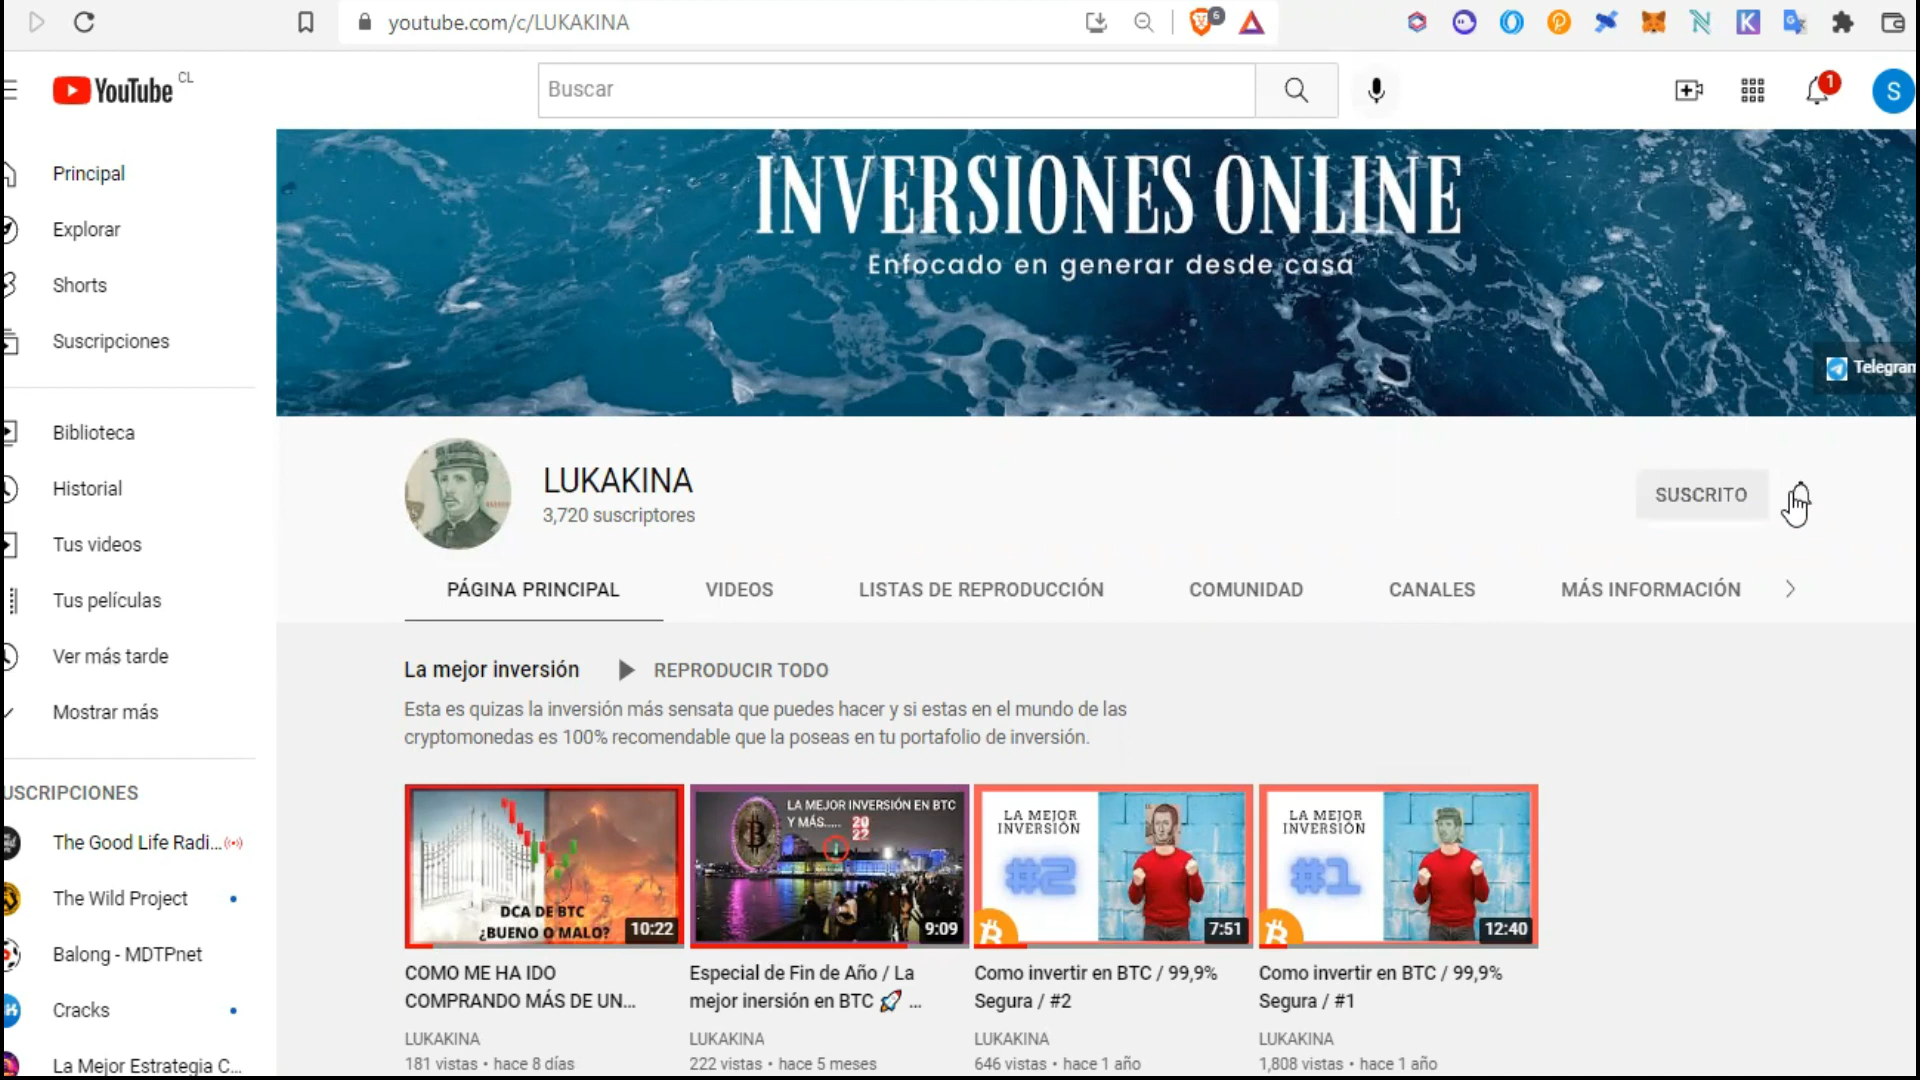 youtube.com/c/LUKAKINA
6
YouTube CL
Buscar
1
S
Principal
Explorar
Shorts
Suscripciones
Biblioteca
Historial
Tus videos
Tus películas
Ver más tarde
Mostrar más
USCRIPCIONES
The Good Life Radi...
The Wild Project
Balong - MDTPnet
Cracks
La Mejor Estrategia C...
INVERSIONES ONLINE
Enfocado en generar desde casa
Telegram
LUKAKINA
3,720 suscriptores
SUSCRITO
PÁGINA PRINCIPAL
VIDEOS
LISTAS DE REPRODUCCIÓN
COMUNIDAD
CANALES
MÁS INFORMACIÓN
La mejor inversión
REPRODUCIR TODO
Esta es quizas la inversión más sensata que puedes hacer y si estas en el mundo de las
cryptomonedas es 100% recomendable que la poseas en tu portafolio de inversión.
DCA DE BTC
¿BUENO O MALO?
10:22
COMO ME HA IDO
COMPRANDO MÁS DE UN...
LUKAKINA
181 vistas • hace 8 días
LA MEJOR INVERSIÓN EN BTC
Y MÁS..... 20
22
9:09
Especial de Fin de Año / La
mejor inersión en BTC 🚀 ...
LUKAKINA
222 vistas • hace 5 meses
LA MEJOR
INVERSIÓN
#2
7:51
Como invertir en BTC / 99,9%
Segura / #2
LUKAKINA
646 vistas • hace 1 año
LA MEJOR
INVERSIÓN
#1
12:40
Como invertir en BTC / 99,9%
Segura / #1
LUKAKINA
1,808 vistas • hace 1 año